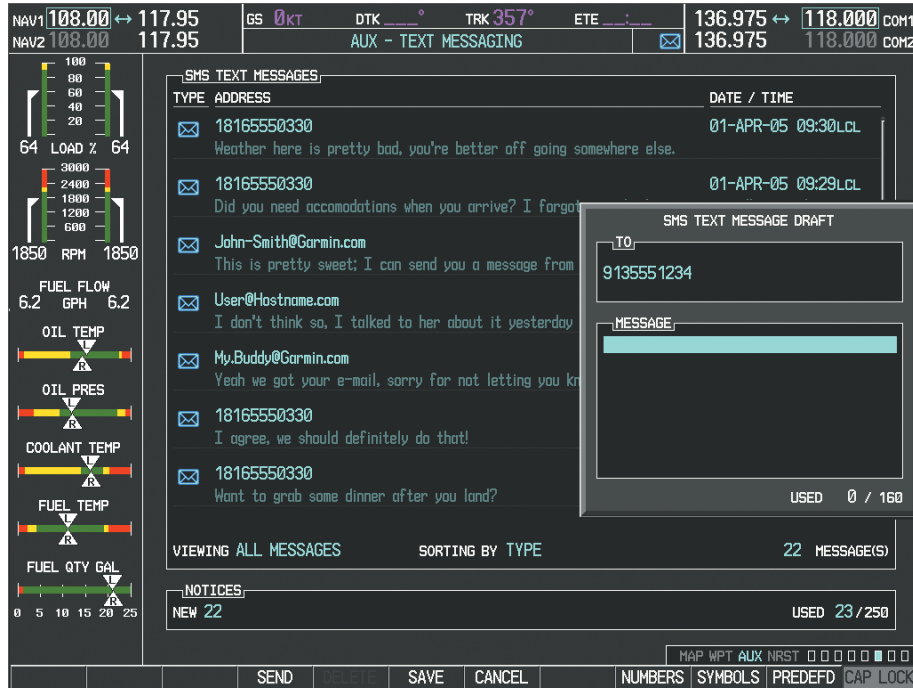 NAV1 108.00 ↔ 117.95
NAV2 108.00 117.95
GS 0KT DTK ___° TRK 357° ETE __:__
AUX - TEXT MESSAGING
136.975 ↔ 118.000 COM1
136.975 118.000 COM2
100
80
60
40
20
64 LOAD % 64
3000
2400
1800
1200
600
1850 RPM 1850
FUEL FLOW
6.2 GPH 6.2
OIL TEMP
L
R
OIL PRES
L
R
COOLANT TEMP
L
R
FUEL TEMP
L
R
FUEL QTY GAL
L
R
0 5 10 15 20 25
SMS TEXT MESSAGES
TYPE ADDRESS DATE / TIME
18165550330 01-APR-05 09:30LCL
Weather here is pretty bad, you're better off going somewhere else.
18165550330 01-APR-05 09:29LCL
Did you need accomodations when you arrive? I forgot
John-Smith@Garmin.com
This is pretty sweet; I can send you a message from
User@Hostname.com
I don't think so, I talked to her about it yesterday
My.Buddy@Garmin.com
Yeah we got your e-mail, sorry for not letting you kn
18165550330
I agree, we should definitely do that!
18165550330
Want to grab some dinner after you land?
VIEWING ALL MESSAGES SORTING BY TYPE 22 MESSAGE(S)
SMS TEXT MESSAGE DRAFT
TO
9135551234
MESSAGE
USED 0 / 160
NOTICES
NEW 22 USED 23/250
MAP WPT AUX NRST
SEND DELETE SAVE CANCEL NUMBERS SYMBOLS PREDEFD CAP LOCK